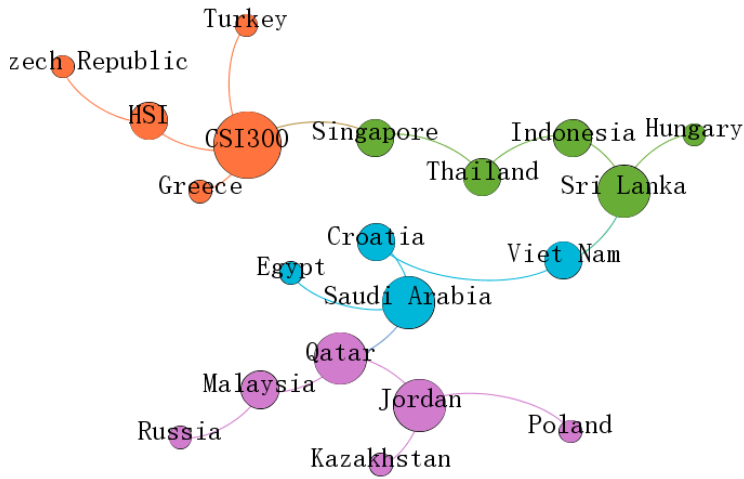 Turkey
zech Republic
HSI
CSI300
Singapore
Indonesia
Hungary
Thailand
Greece
Sri Lanka
Croatia
Viet Nam
Egypt
Saudi Arabia
Qatar
Malaysia
Jordan
Russia
Poland
Kazakhstan